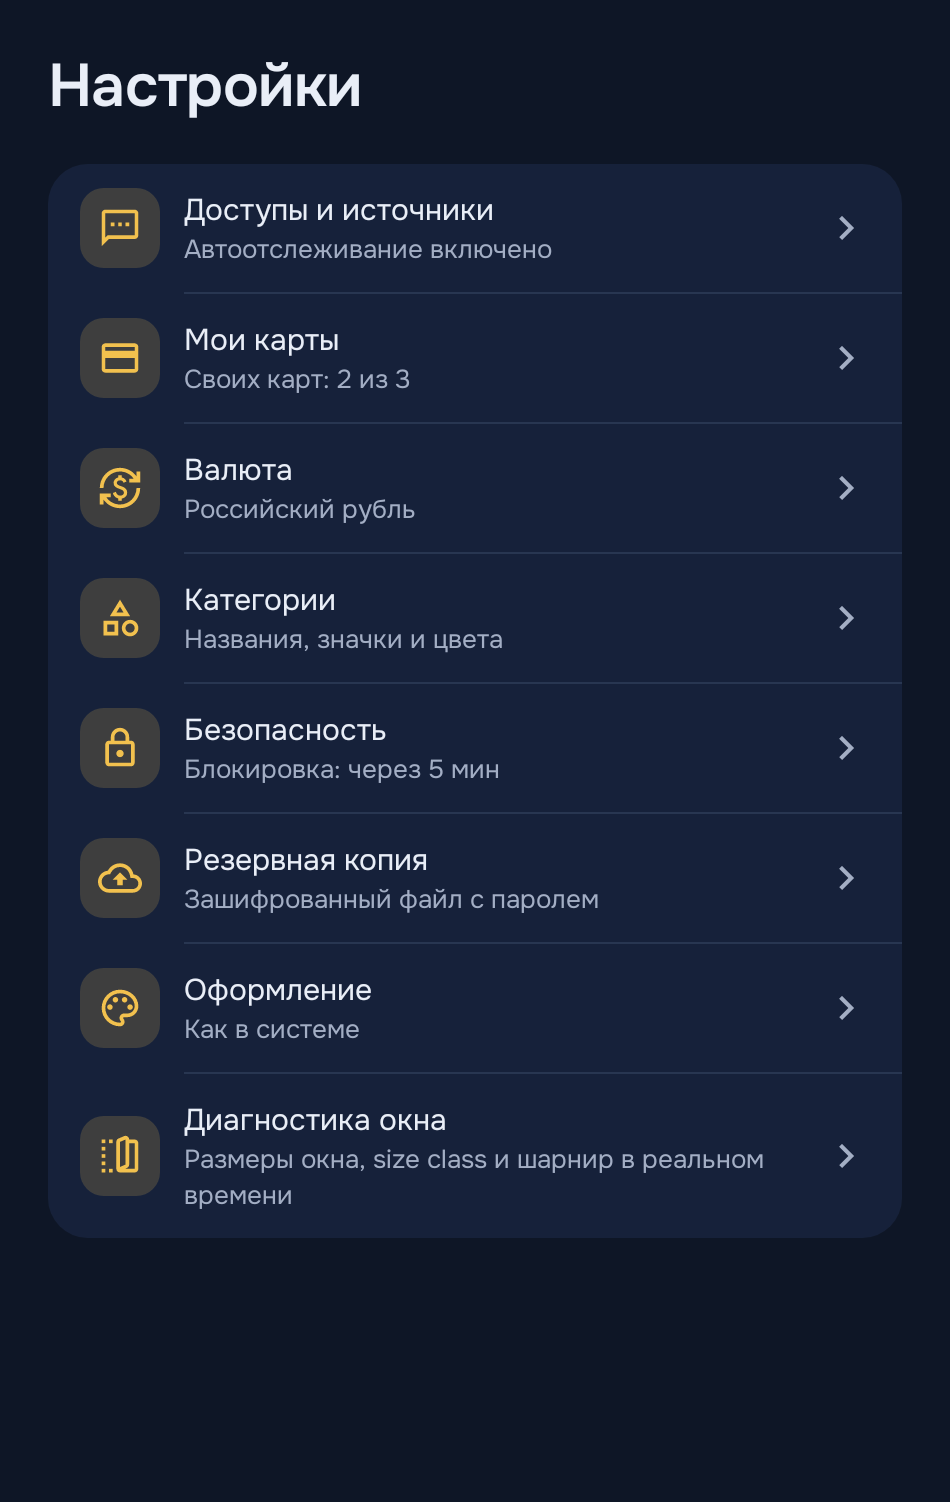 Настройки
Доступы и источники
Автоотслеживание включено
Мои карты
Своих карт: 2 из 3
Валюта
Российский рубль
Категории
Названия, значки и цвета
Безопасность
Блокировка: через 5 мин
Резервная копия
Зашифрованный файл с паролем
Оформление
Как в системе
Диагностика окна
Размеры окна, size class и шарнир в реальном
времени